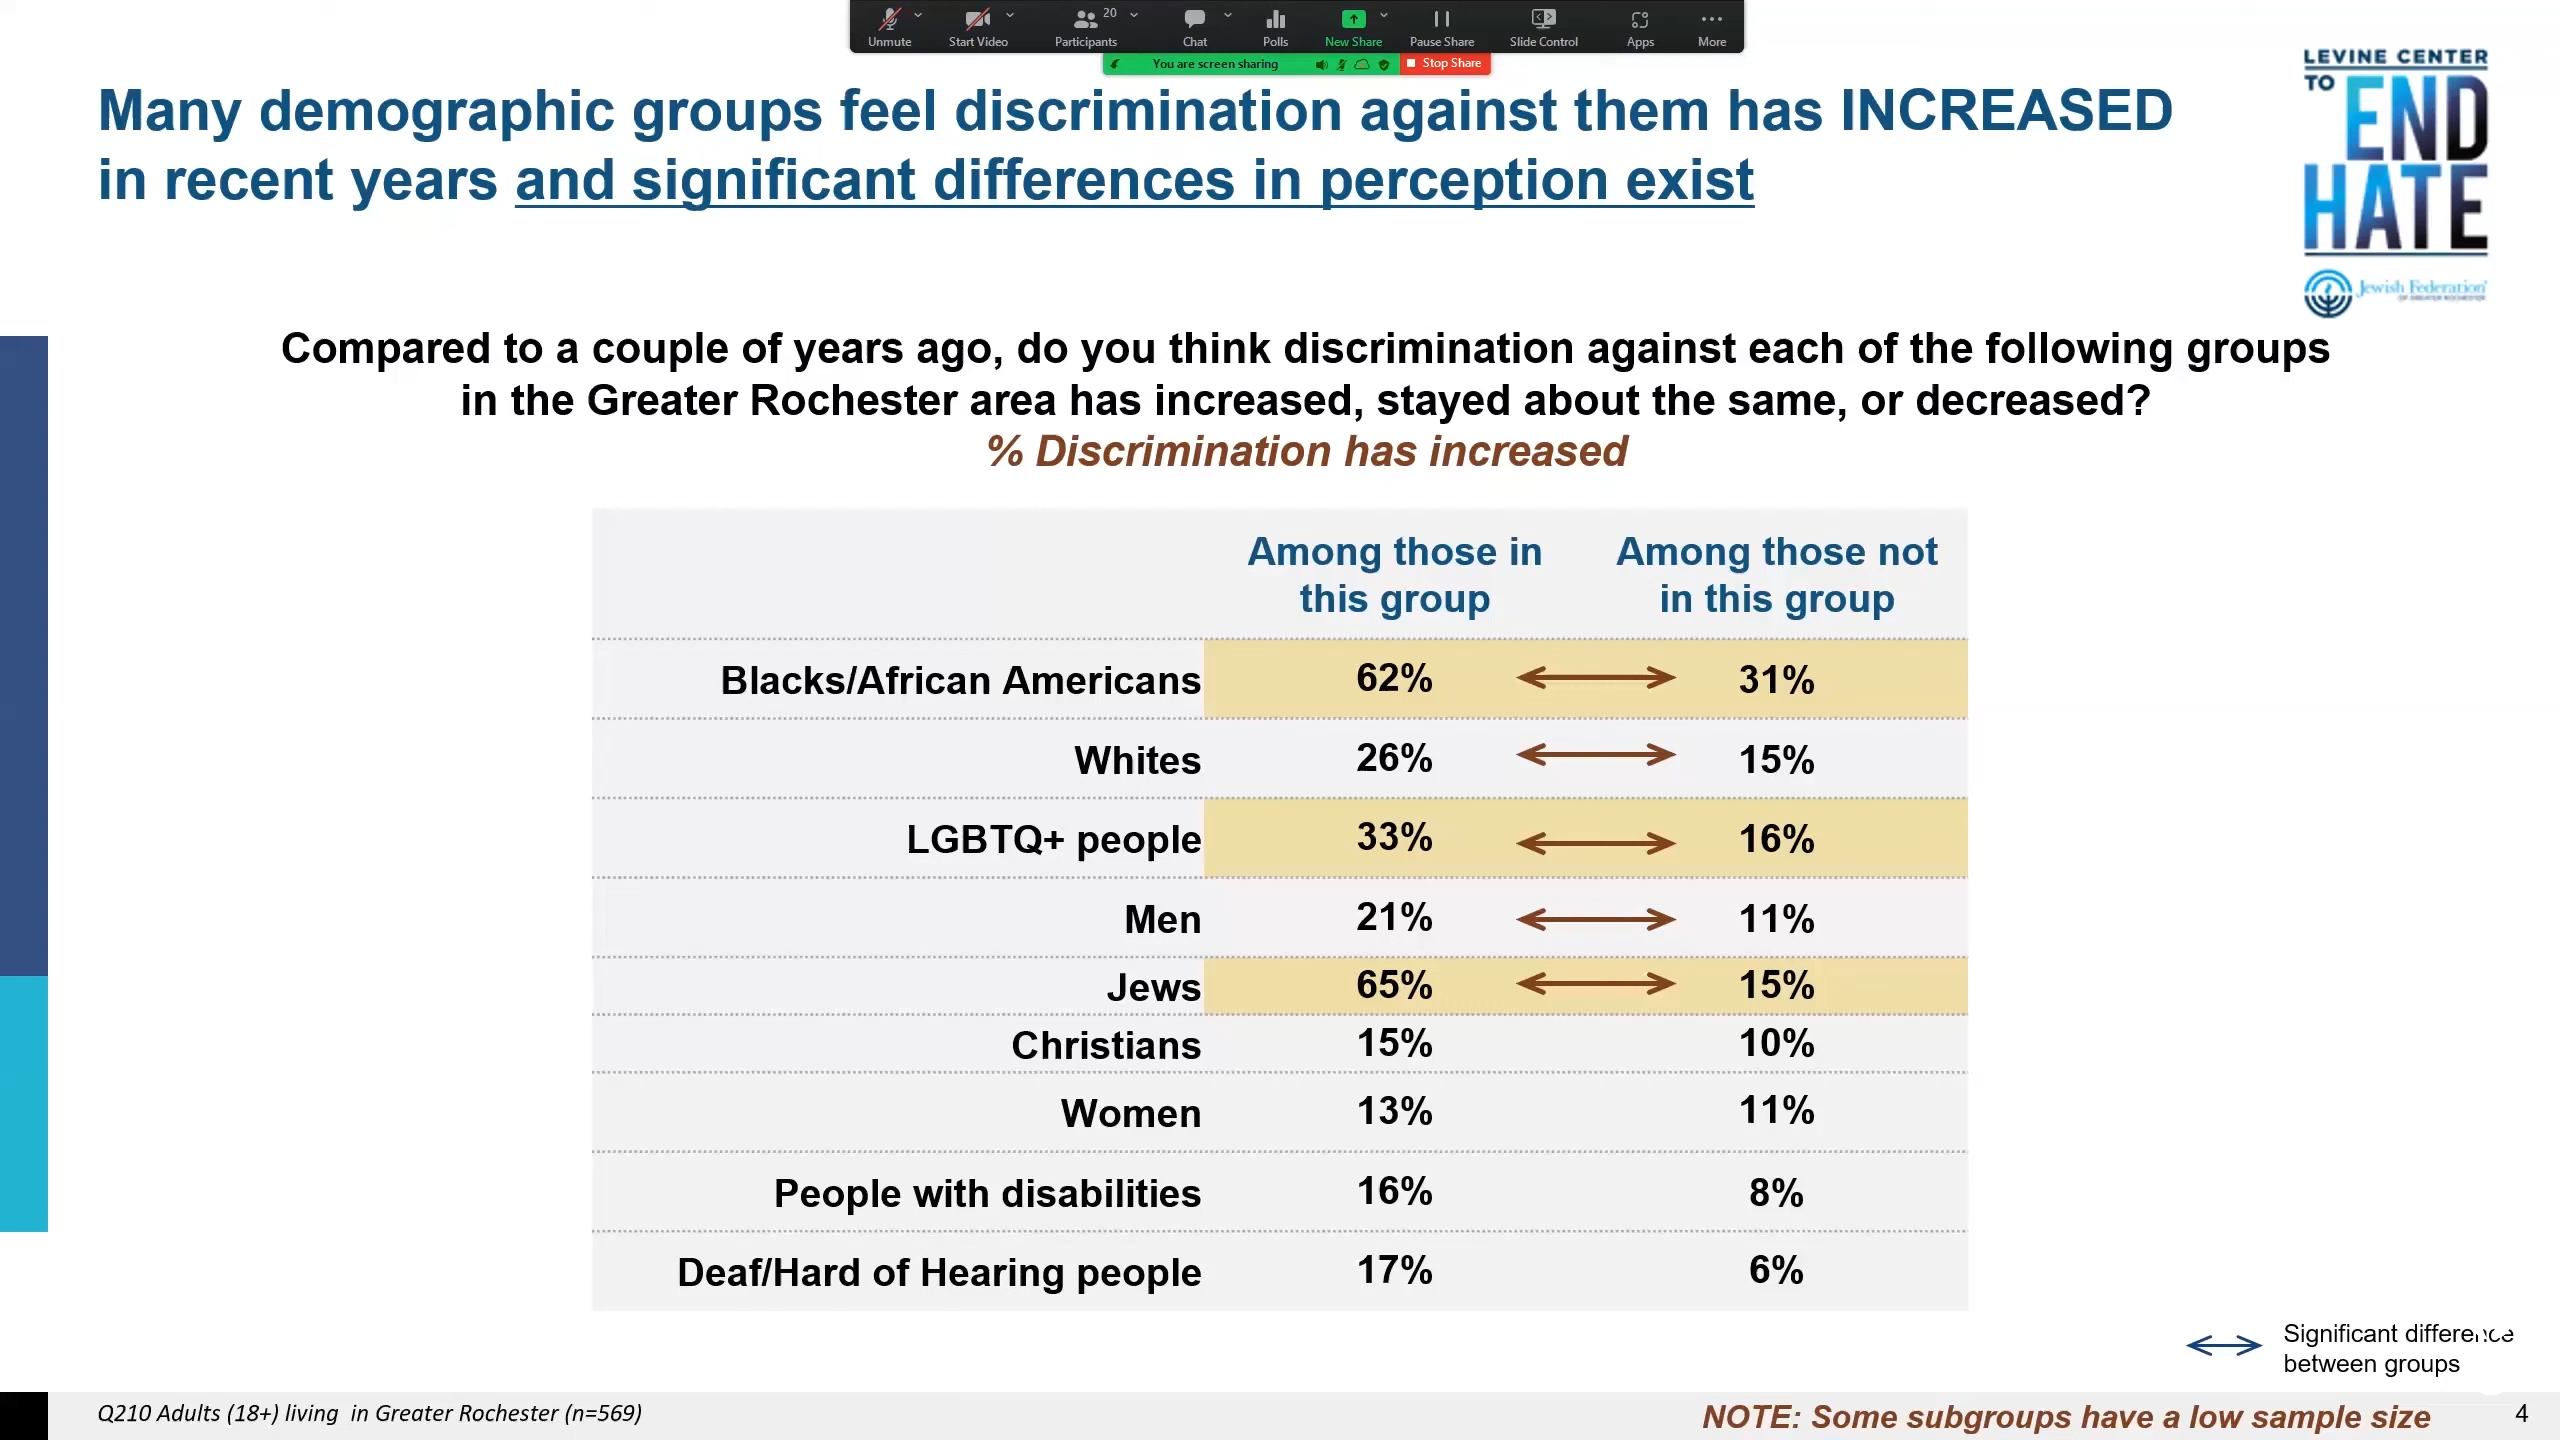 Unmute
Start Video
Participants
20
Chat
Polls
New Share
Pause Share
Slide Control
Apps
More
You are screen sharing
Stop Share
LEVINE CENTER
TO END
HATE
Jewish Federation
OF GREATER ROCHESTER
Many demographic groups feel discrimination against them has INCREASED
in recent years and significant differences in perception exist
Compared to a couple of years ago, do you think discrimination against each of the following groups
in the Greater Rochester area has increased, stayed about the same, or decreased?
% Discrimination has increased
Among those in
this group
Among those not
in this group
Blacks/African Americans 62% 31%
Whites 26% 15%
LGBTQ+ people 33% 16%
Men 21% 11%
Jews 65% 15%
Christians 15% 10%
Women 13% 11%
People with disabilities 16% 8%
Deaf/Hard of Hearing people 17% 6%
Significant difference
between groups
Q210 Adults (18+) living in Greater Rochester (n=569)
NOTE: Some subgroups have a low sample size
4